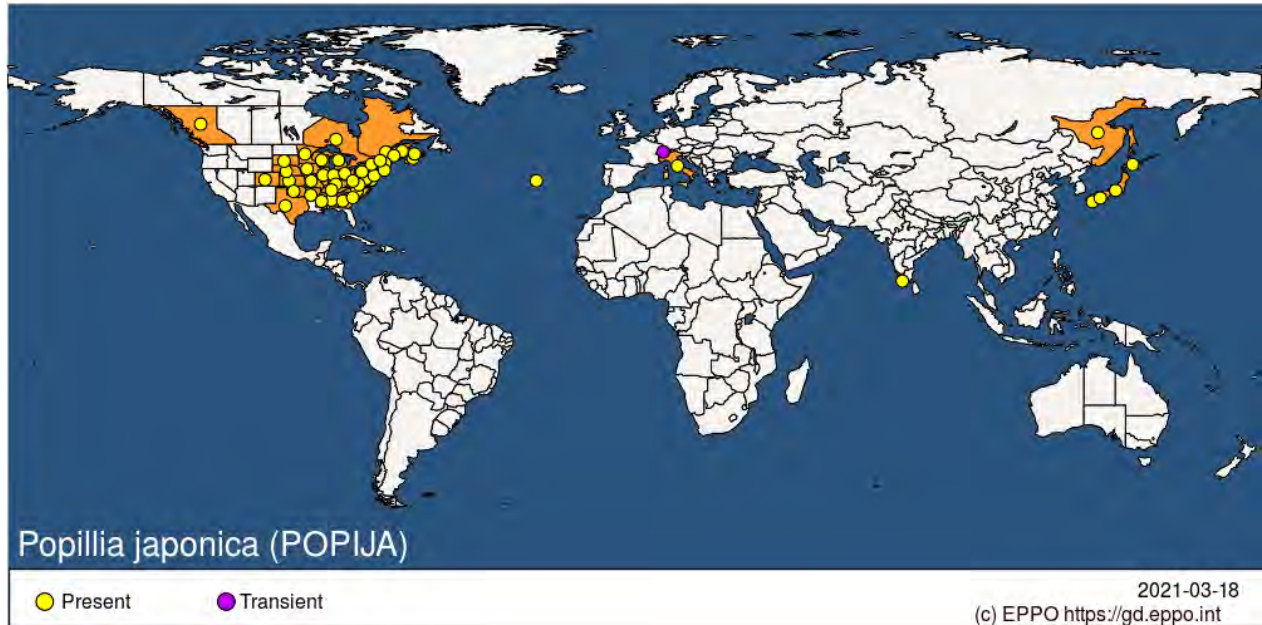 Popillia japonica (POPIJA)
Present
Transient
2021-03-18
(c) EPPO https://gd.eppo.int